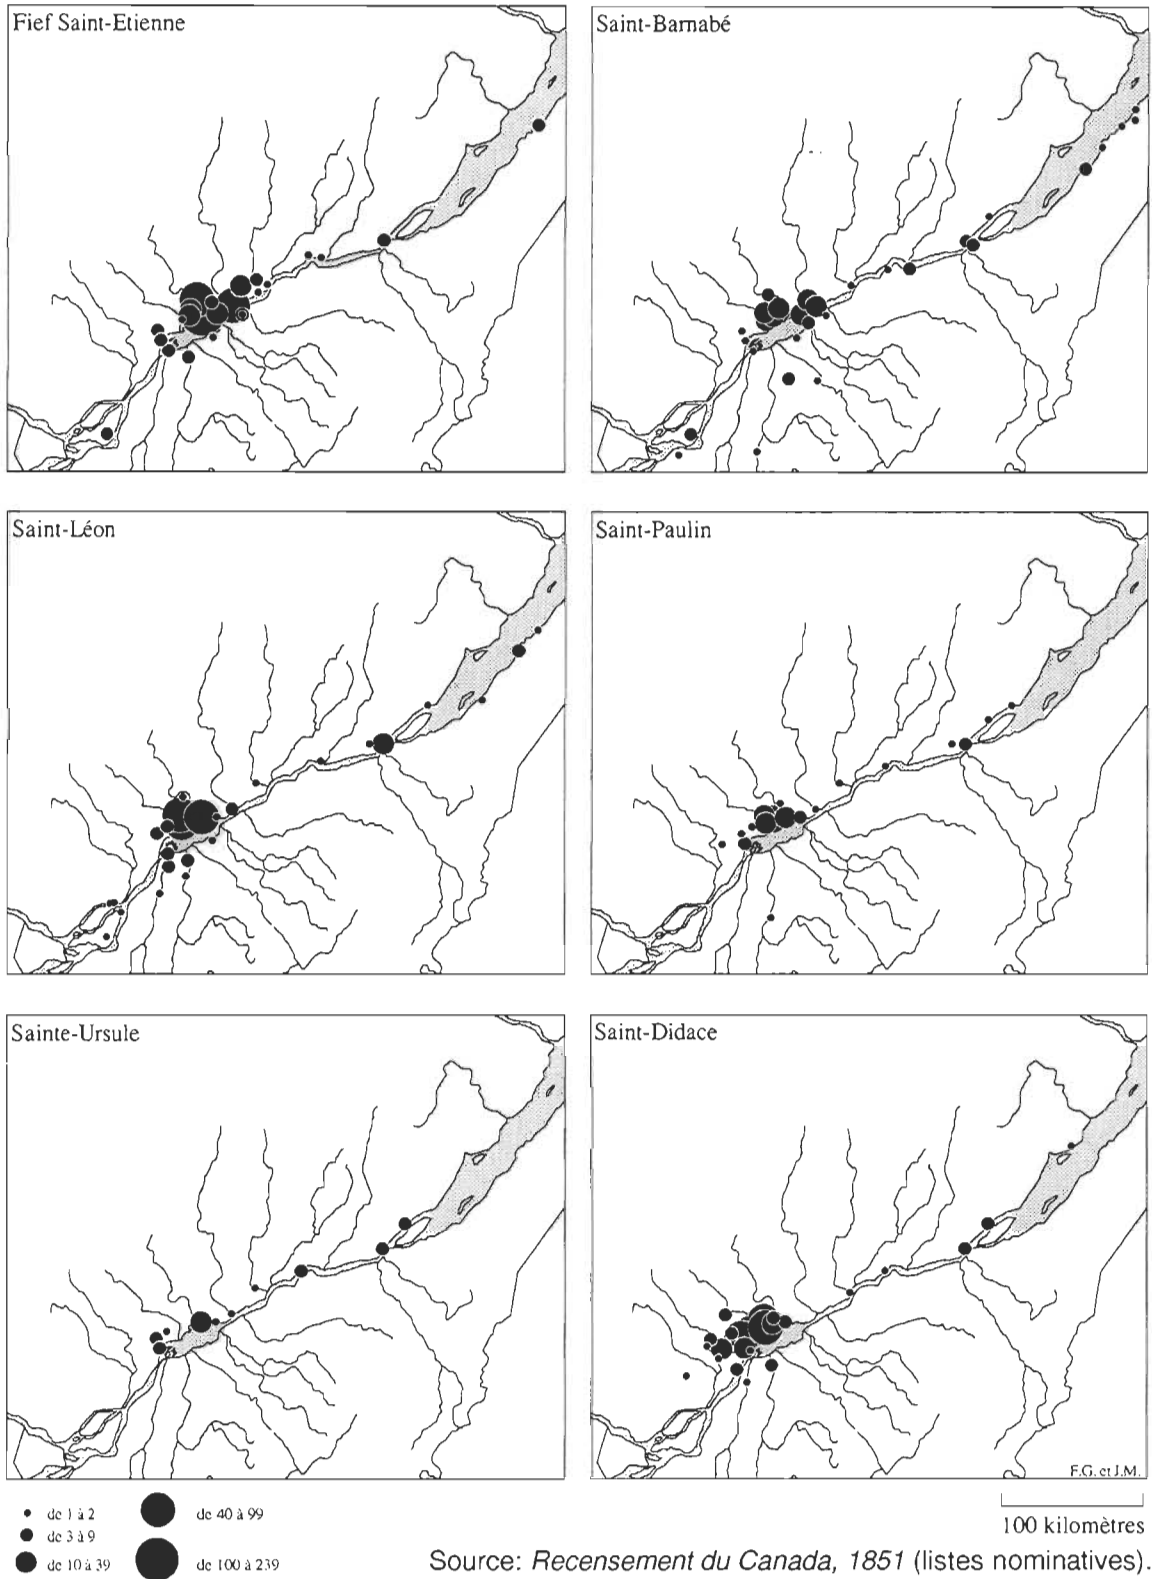 Fief Saint-Etienne
Saint-Barnabé
Saint-Léon
Saint-Paulin
Sainte-Ursule
Saint-Didace
F.G. et J.M.
de 1 à 2
de 3 à 9
de 10 à 39
de 40 à 99
de 100 à 239
100 kilomètres
Source: Recensement du Canada, 1851 (listes nominatives).